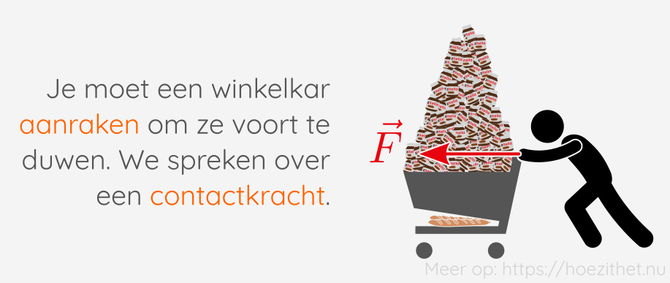 Je moet een winkelkar
aanraken om ze voort te
duwen. We spreken over
een contactkracht.
F
Meer op: https://hoezithet.nu